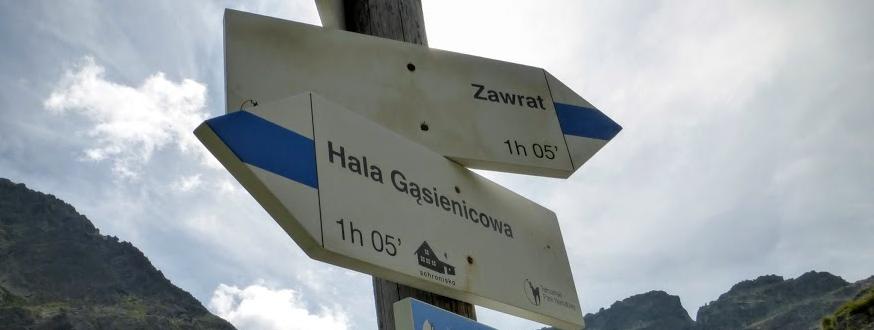 Zawrat
1h 05'
Hala Gąsienicowa
1h 05'
schronisko